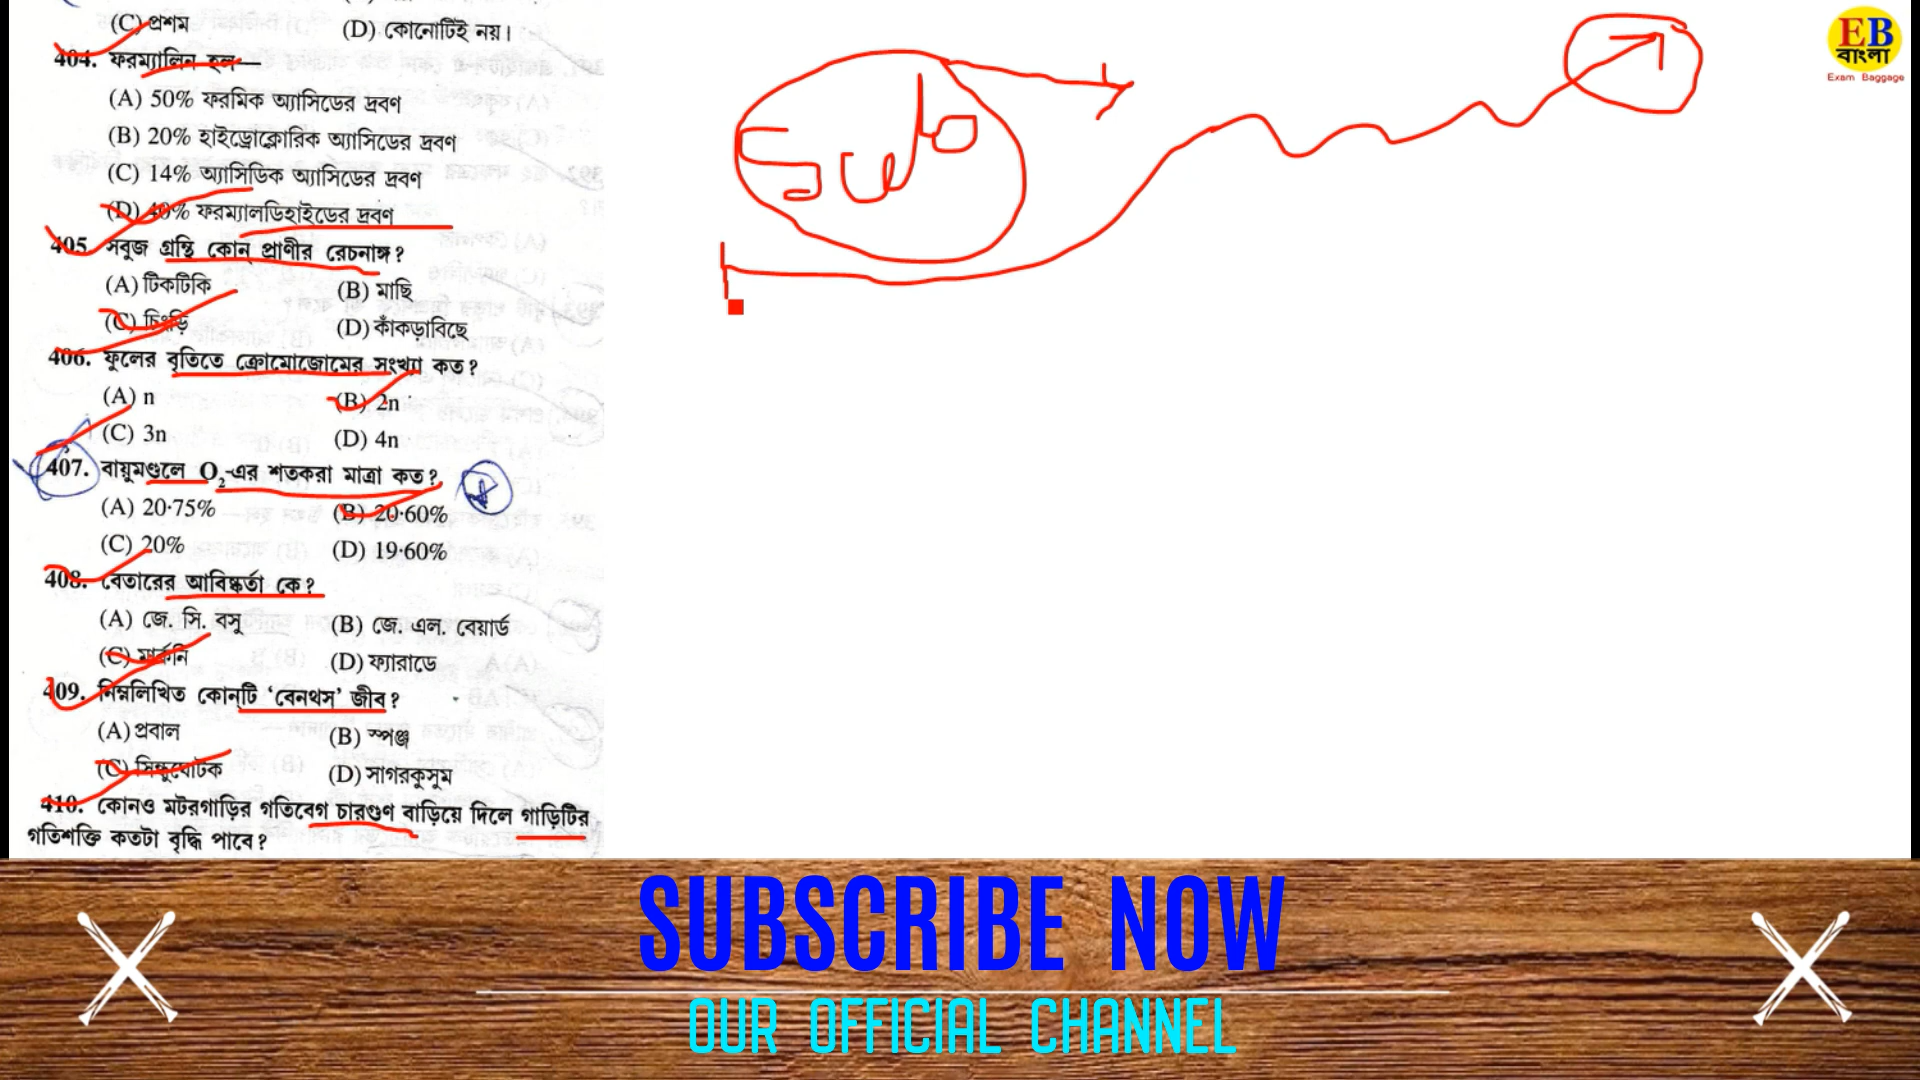 (C) প্রশম (D) কোনোটিই নয়।
404. ফরম্যালিন হল—
(A) 50% ফরমিক অ্যাসিডের দ্রবণ
(B) 20% হাইড্রোক্লোরিক অ্যাসিডের দ্রবণ
(C) 14% অ্যাসিডিক অ্যাসিডের দ্রবণ
(D) 40% ফরম্যালডিহাইডের দ্রবণ
405. সবুজ গ্রন্থি কোন্ প্রাণীর রেচনাঙ্গ?
(A) টিকটিকি (B) মাছি
(C) চিংড়ি (D) কাঁকড়াবিছে
406. ফুলের বৃতিতে ক্রোমোজোমের সংখ্যা কত?
(A) n (B) 2n
(C) 3n (D) 4n
407. বায়ুমণ্ডলে O₂-এর শতকরা মাত্রা কত?
(A) 20·75% (B) 20·60%
(C) 20% (D) 19·60%
408. বেতারের আবিষ্কর্তা কে?
(A) জে. সি. বসু (B) জে. এল. বেয়ার্ড
(C) মার্কনি (D) ফ্যারাডে
409. নিম্নলিখিত কোন্‌টি ‘বেনথস’ জীব?
(A) প্রবাল (B) স্পঞ্জ
(C) সিন্ধুঘোটক (D) সাগরকুসুম
410. কোনও মটরগাড়ির গতিবেগ চারগুণ বাড়িয়ে দিলে গাড়িটির
গতিশক্তি কতটা বৃদ্ধি পাবে?
EB
বাংলা
Exam Baggage
SUBSCRIBE NOW
OUR OFFICIAL CHANNEL